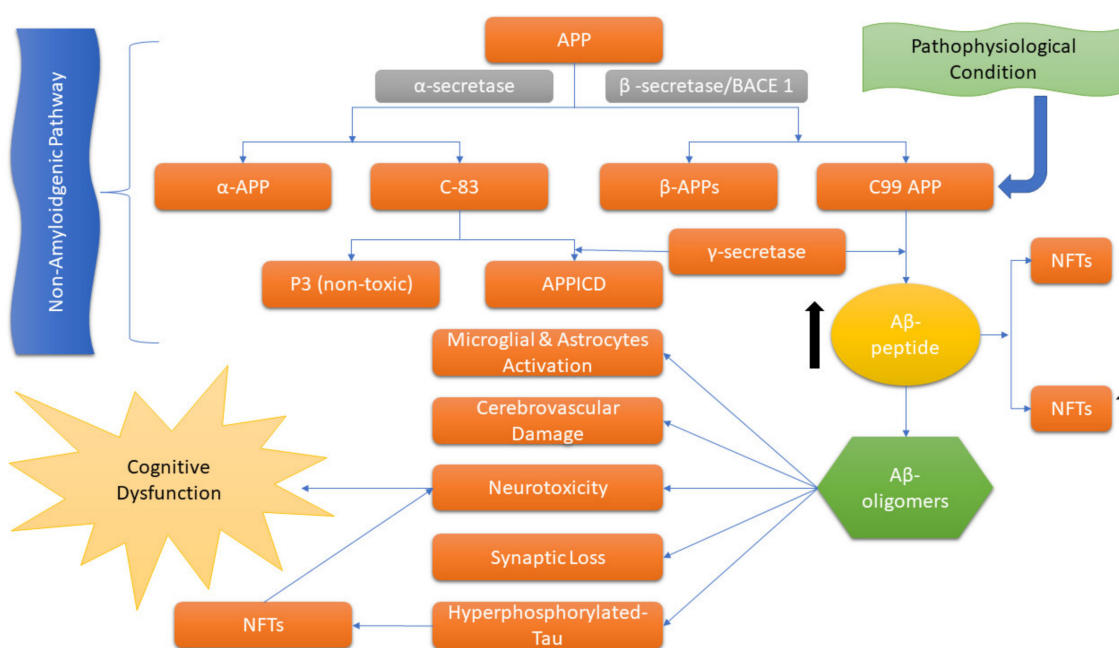 APP
Pathophysiological
Condition
α-secretase
β -secretase/BACE 1
Non-Amyloidgenic Pathway
α-APP
C-83
β-APPs
C99 APP
γ-secretase
P3 (non-toxic)
APPICD
NFTs
Aβ-
peptide
NFTs
Microglial & Astrocytes
Activation
Cerebrovascular
Damage
Cognitive
Dysfunction
Neurotoxicity
Aβ-
oligomers
Synaptic Loss
NFTs
Hyperphosphorylated-
Tau